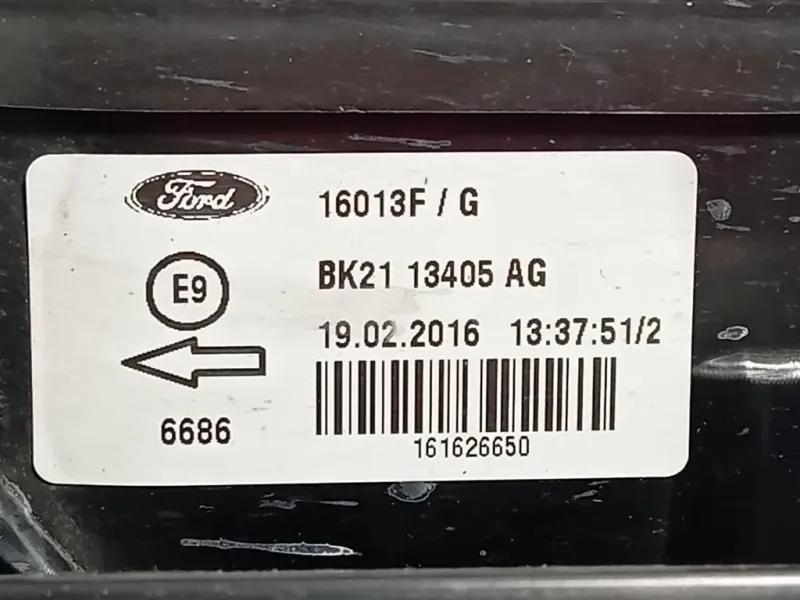 Ford
16013F / G
E9
BK21 13405 AG
19.02.2016 13:37:51/2
6686
161626650